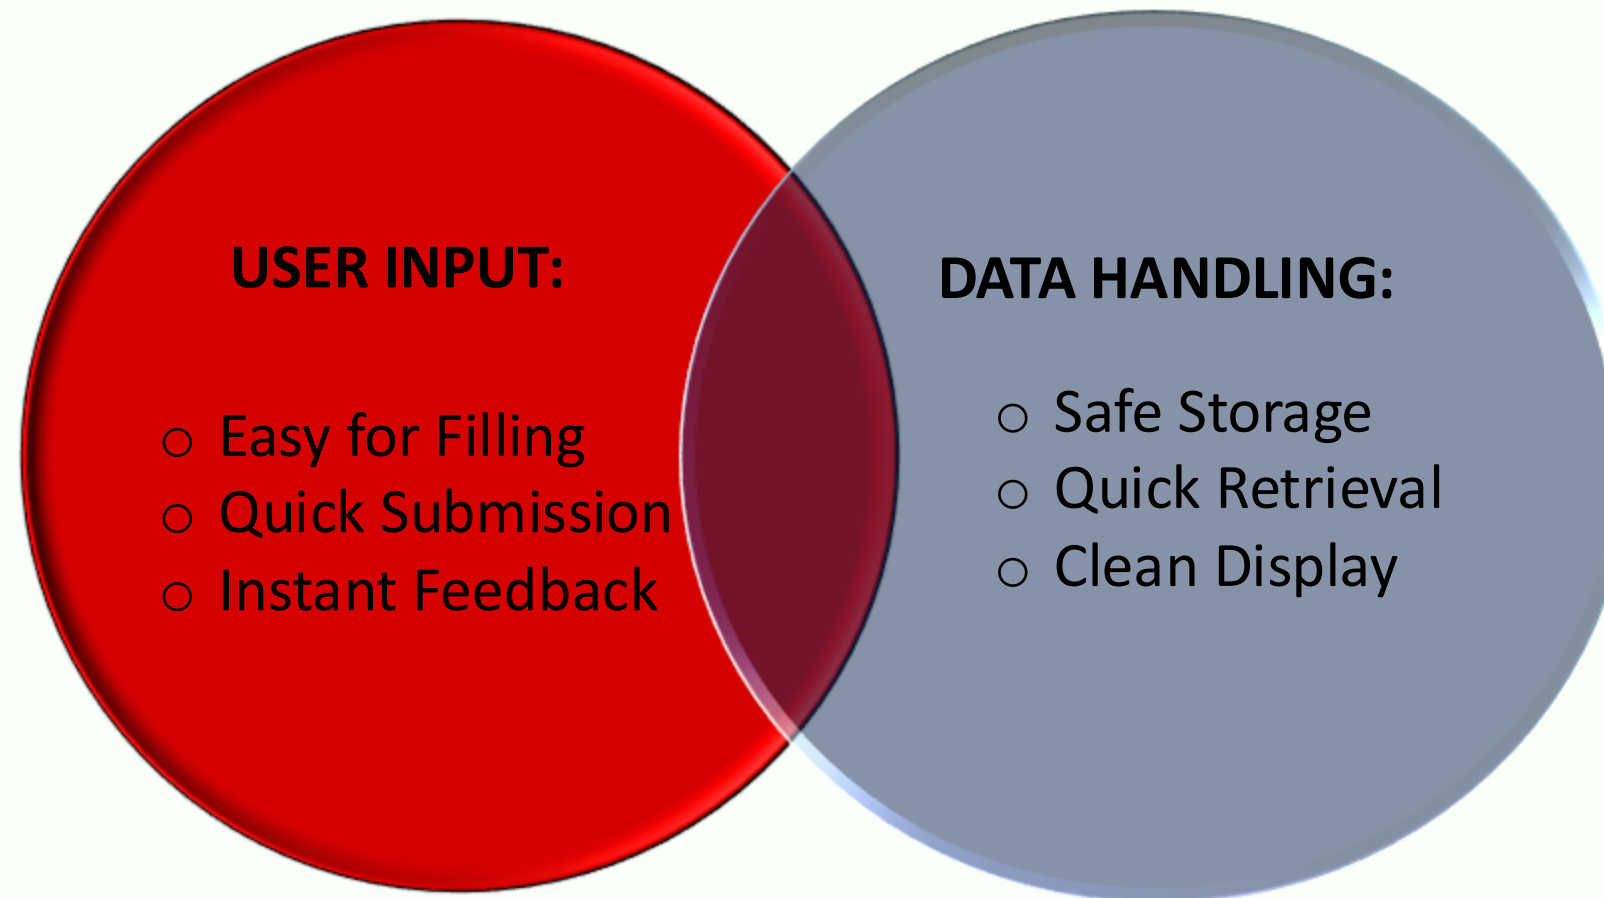 USER INPUT:
o Easy for Filling
o Quick Submission
o Instant Feedback
DATA HANDLING:
o Safe Storage
o Quick Retrieval
o Clean Display